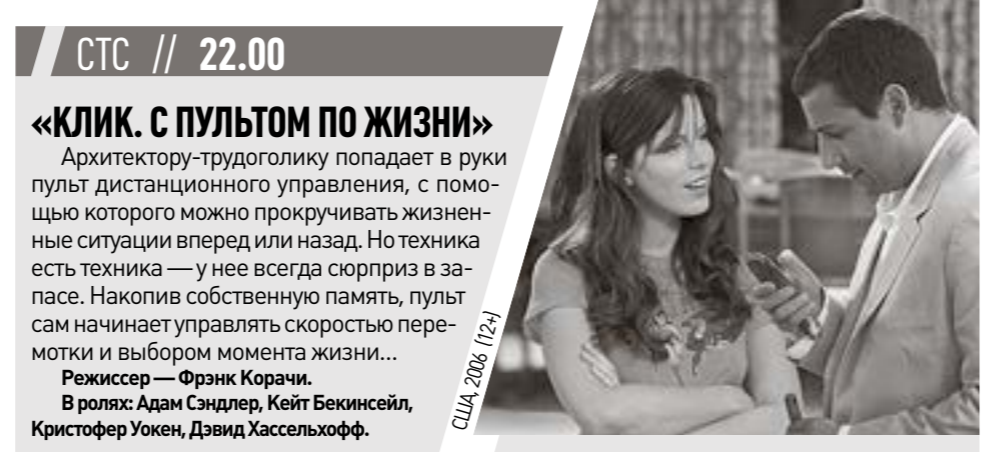 СТС // 22.00
«КЛИК. С ПУЛЬТОМ ПО ЖИЗНИ»
Архитектору-трудоголику попадает в руки
пульт дистанционного управления, с помо-
щью которого можно прокручивать жизнен-
ные ситуации вперед или назад. Но техника
есть техника — у нее всегда сюрприз в за-
пасе. Накопив собственную память, пульт
сам начинает управлять скоростью пере-
мотки и выбором момента жизни...
Режиссер — Фрэнк Корачи.
В ролях: Адам Сэндлер, Кейт Бекинсейл,
Кристофер Уокен, Дэвид Хассельхофф.
США, 2006 (12+)